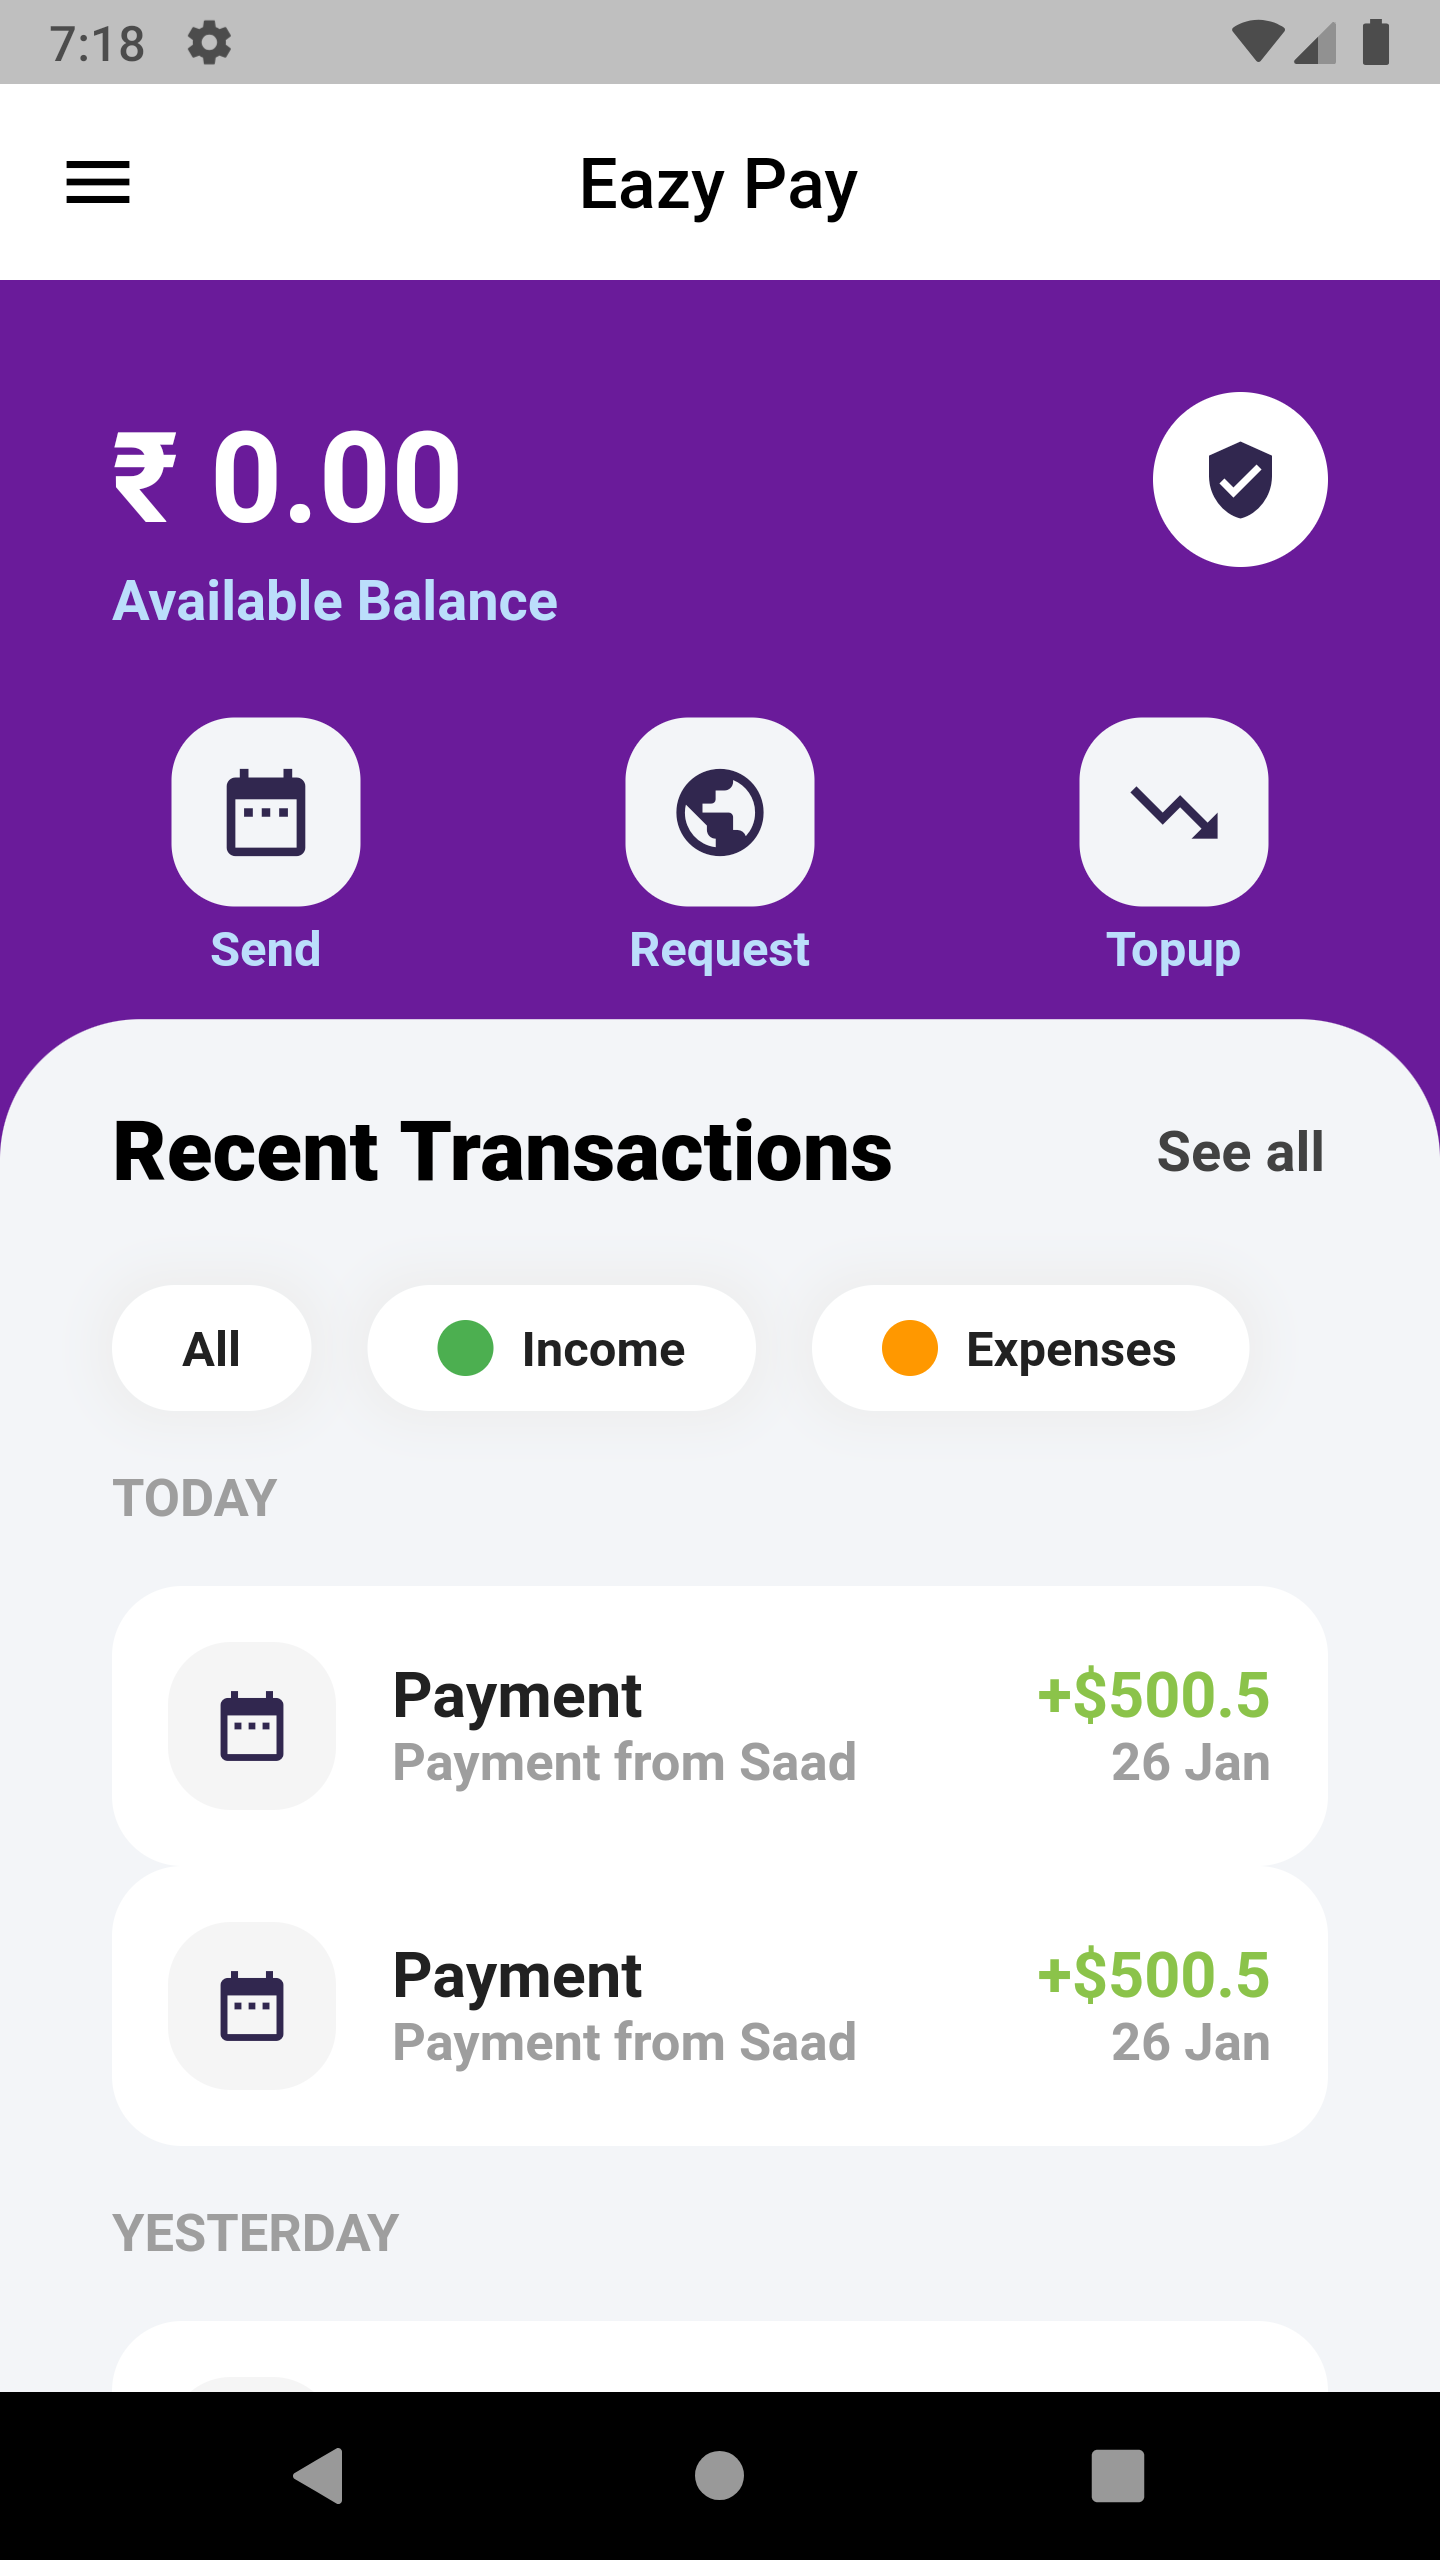 7:18
Eazy Pay
₹ 0.00
Available Balance
Send
Request
Topup
Recent Transactions
See all
All
Income
Expenses
TODAY
Payment
+$500.5
Payment from Saad
26 Jan
Payment
+$500.5
Payment from Saad
26 Jan
YESTERDAY